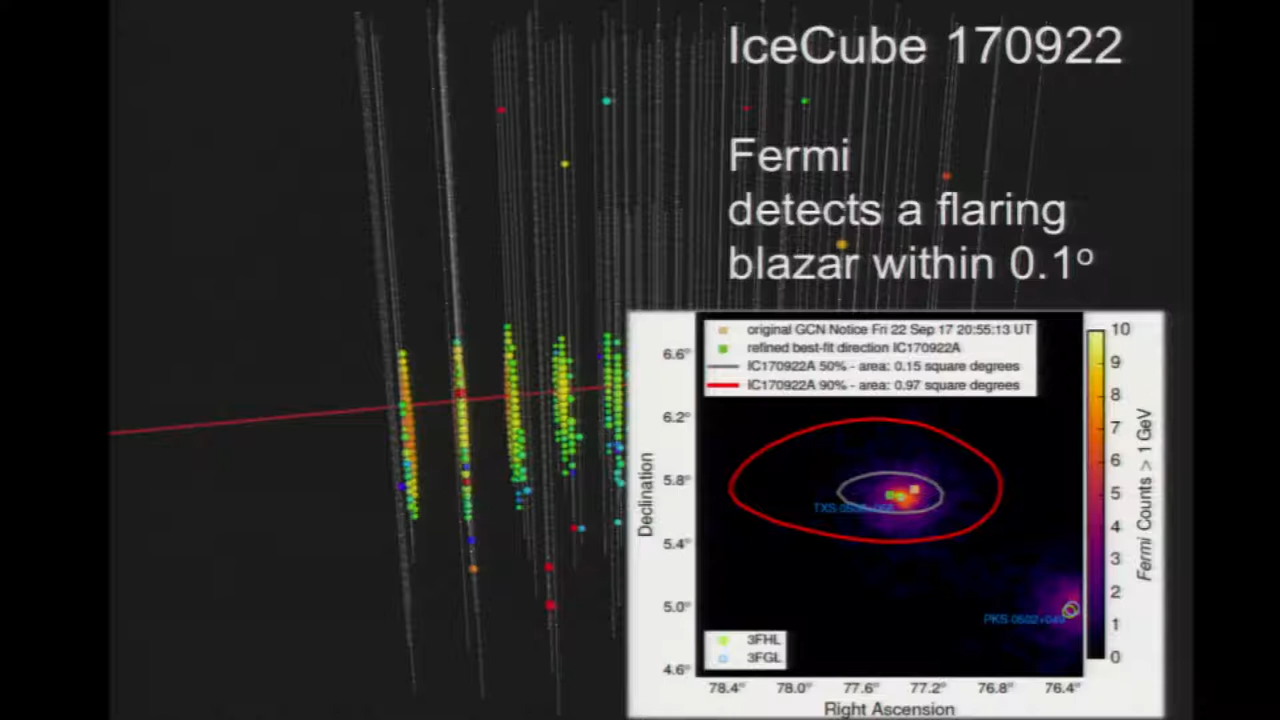 IceCube 170922
Fermi
detects a flaring
blazar within 0.1º
original GCN Notice Fri 22 Sep 17 20:55:13 UT
refined best-fit direction IC170922A
IC170922A 50% - area: 0.15 square degrees
IC170922A 90% - area: 0.97 square degrees
6.6°
6.2°
5.8°
5.4°
5.0°
4.6°
Declination
PKS 0502+049
3FHL
3FGL
78.4°
78.0°
77.6°
77.2°
76.8°
76.4°
Right Ascension
10
9
8
7
6
5
4
3
2
1
0
Fermi Counts > 1 GeV